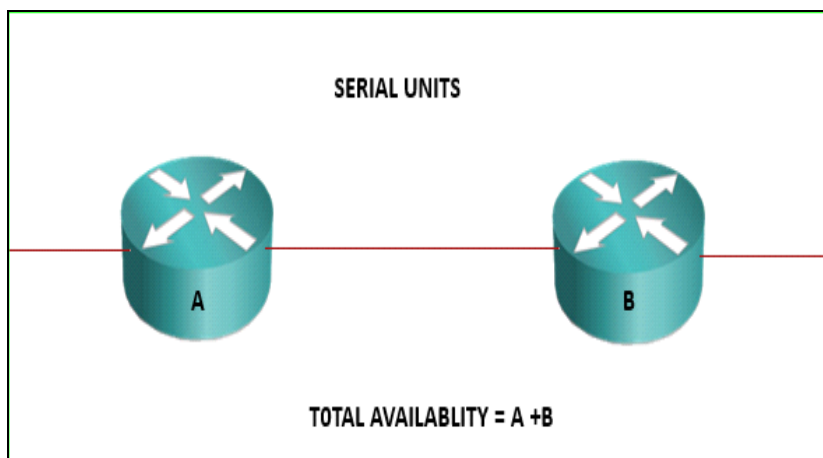 SERIAL UNITS
A
B
TOTAL AVAILABLITY = A +B